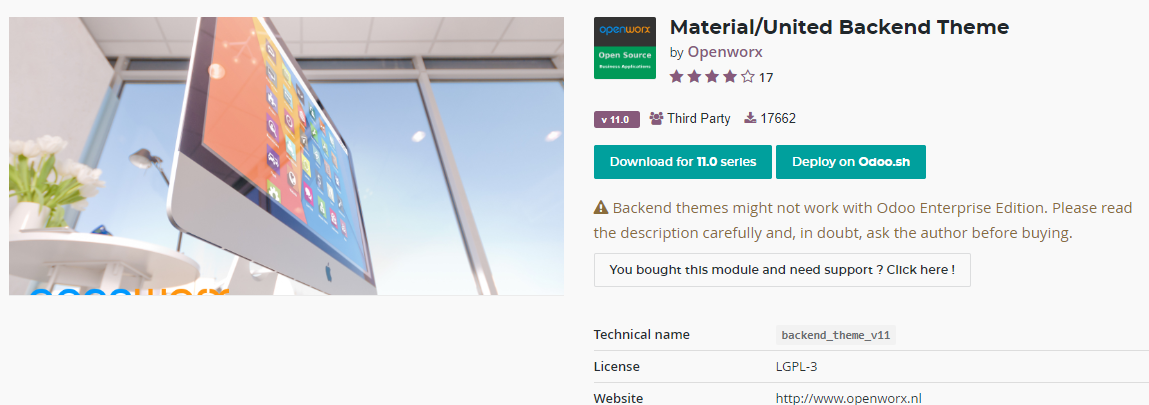 openworx
Open Source
Business Applications
Material/United Backend Theme
by Openworx
17
v 11.0 Third Party 17662
Download for 11.0 series Deploy on Odoo.sh
Backend themes might not work with Odoo Enterprise Edition. Please read
the description carefully and, in doubt, ask the author before buying.
You bought this module and need support ? Click here !
Technical name backend_theme_v11
License LGPL-3
Website http://www.openworx.nl
openworx